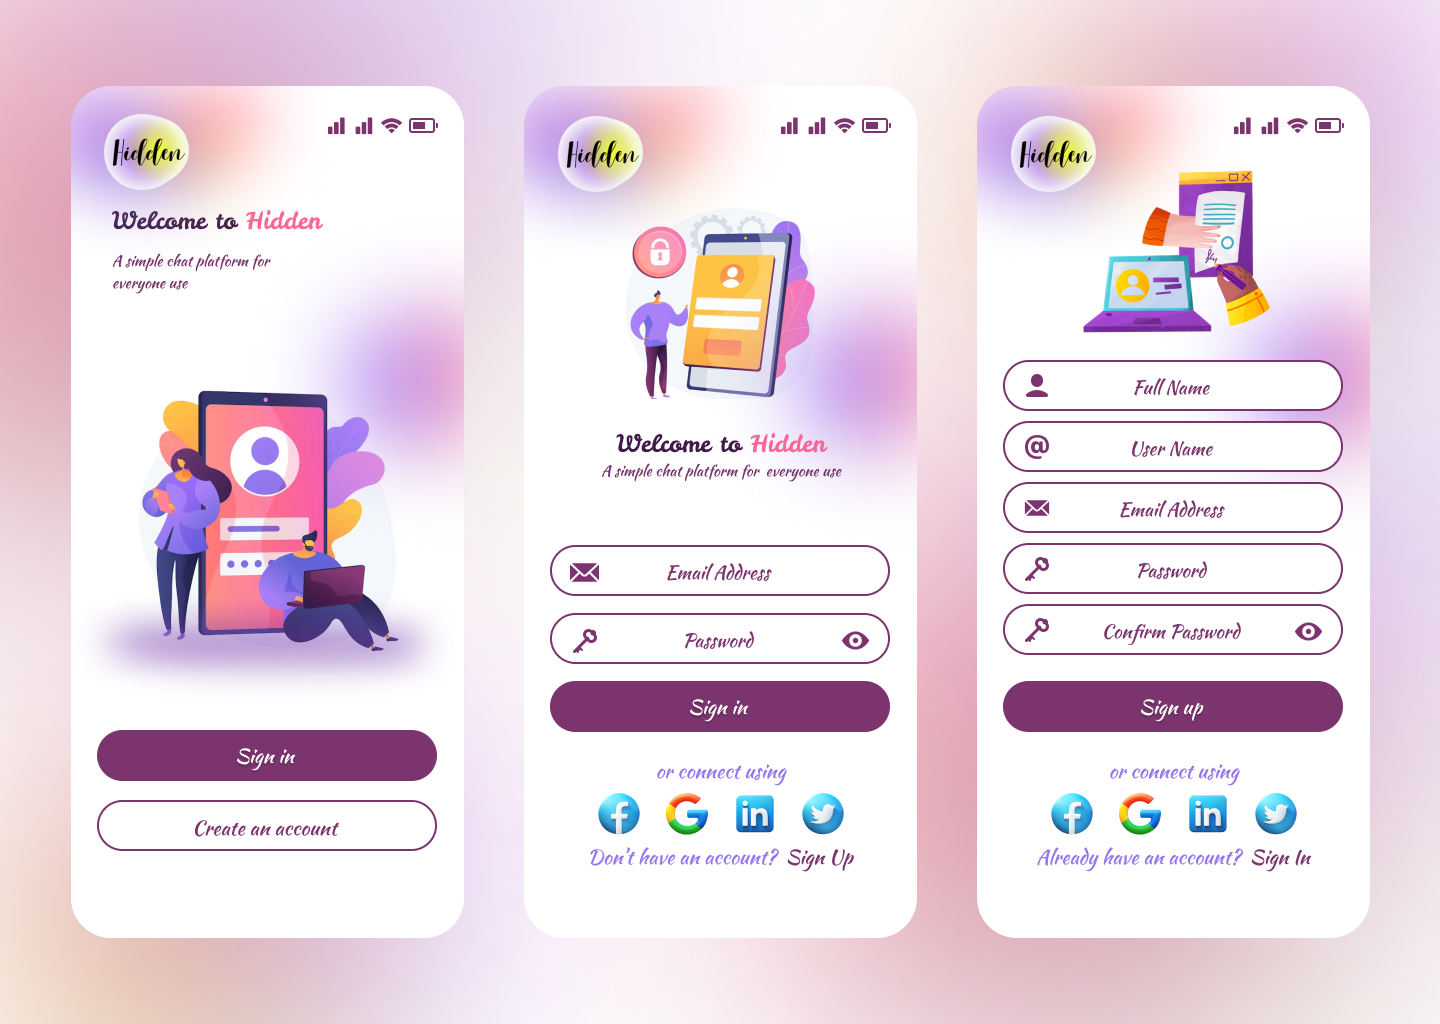 Hidden
Welcome to Hidden
A simple chat platform for
everyone use
Sign in
Create an account
Hidden
Welcome to Hidden
A simple chat platform for everyone use
Email Address
Password
Sign in
or connect using
f G in
Don't have an account? Sign Up
Hidden
Full Name
@ User Name
Email Address
Password
Confirm Password
Sign up
or connect using
f G in
Already have an account? Sign In